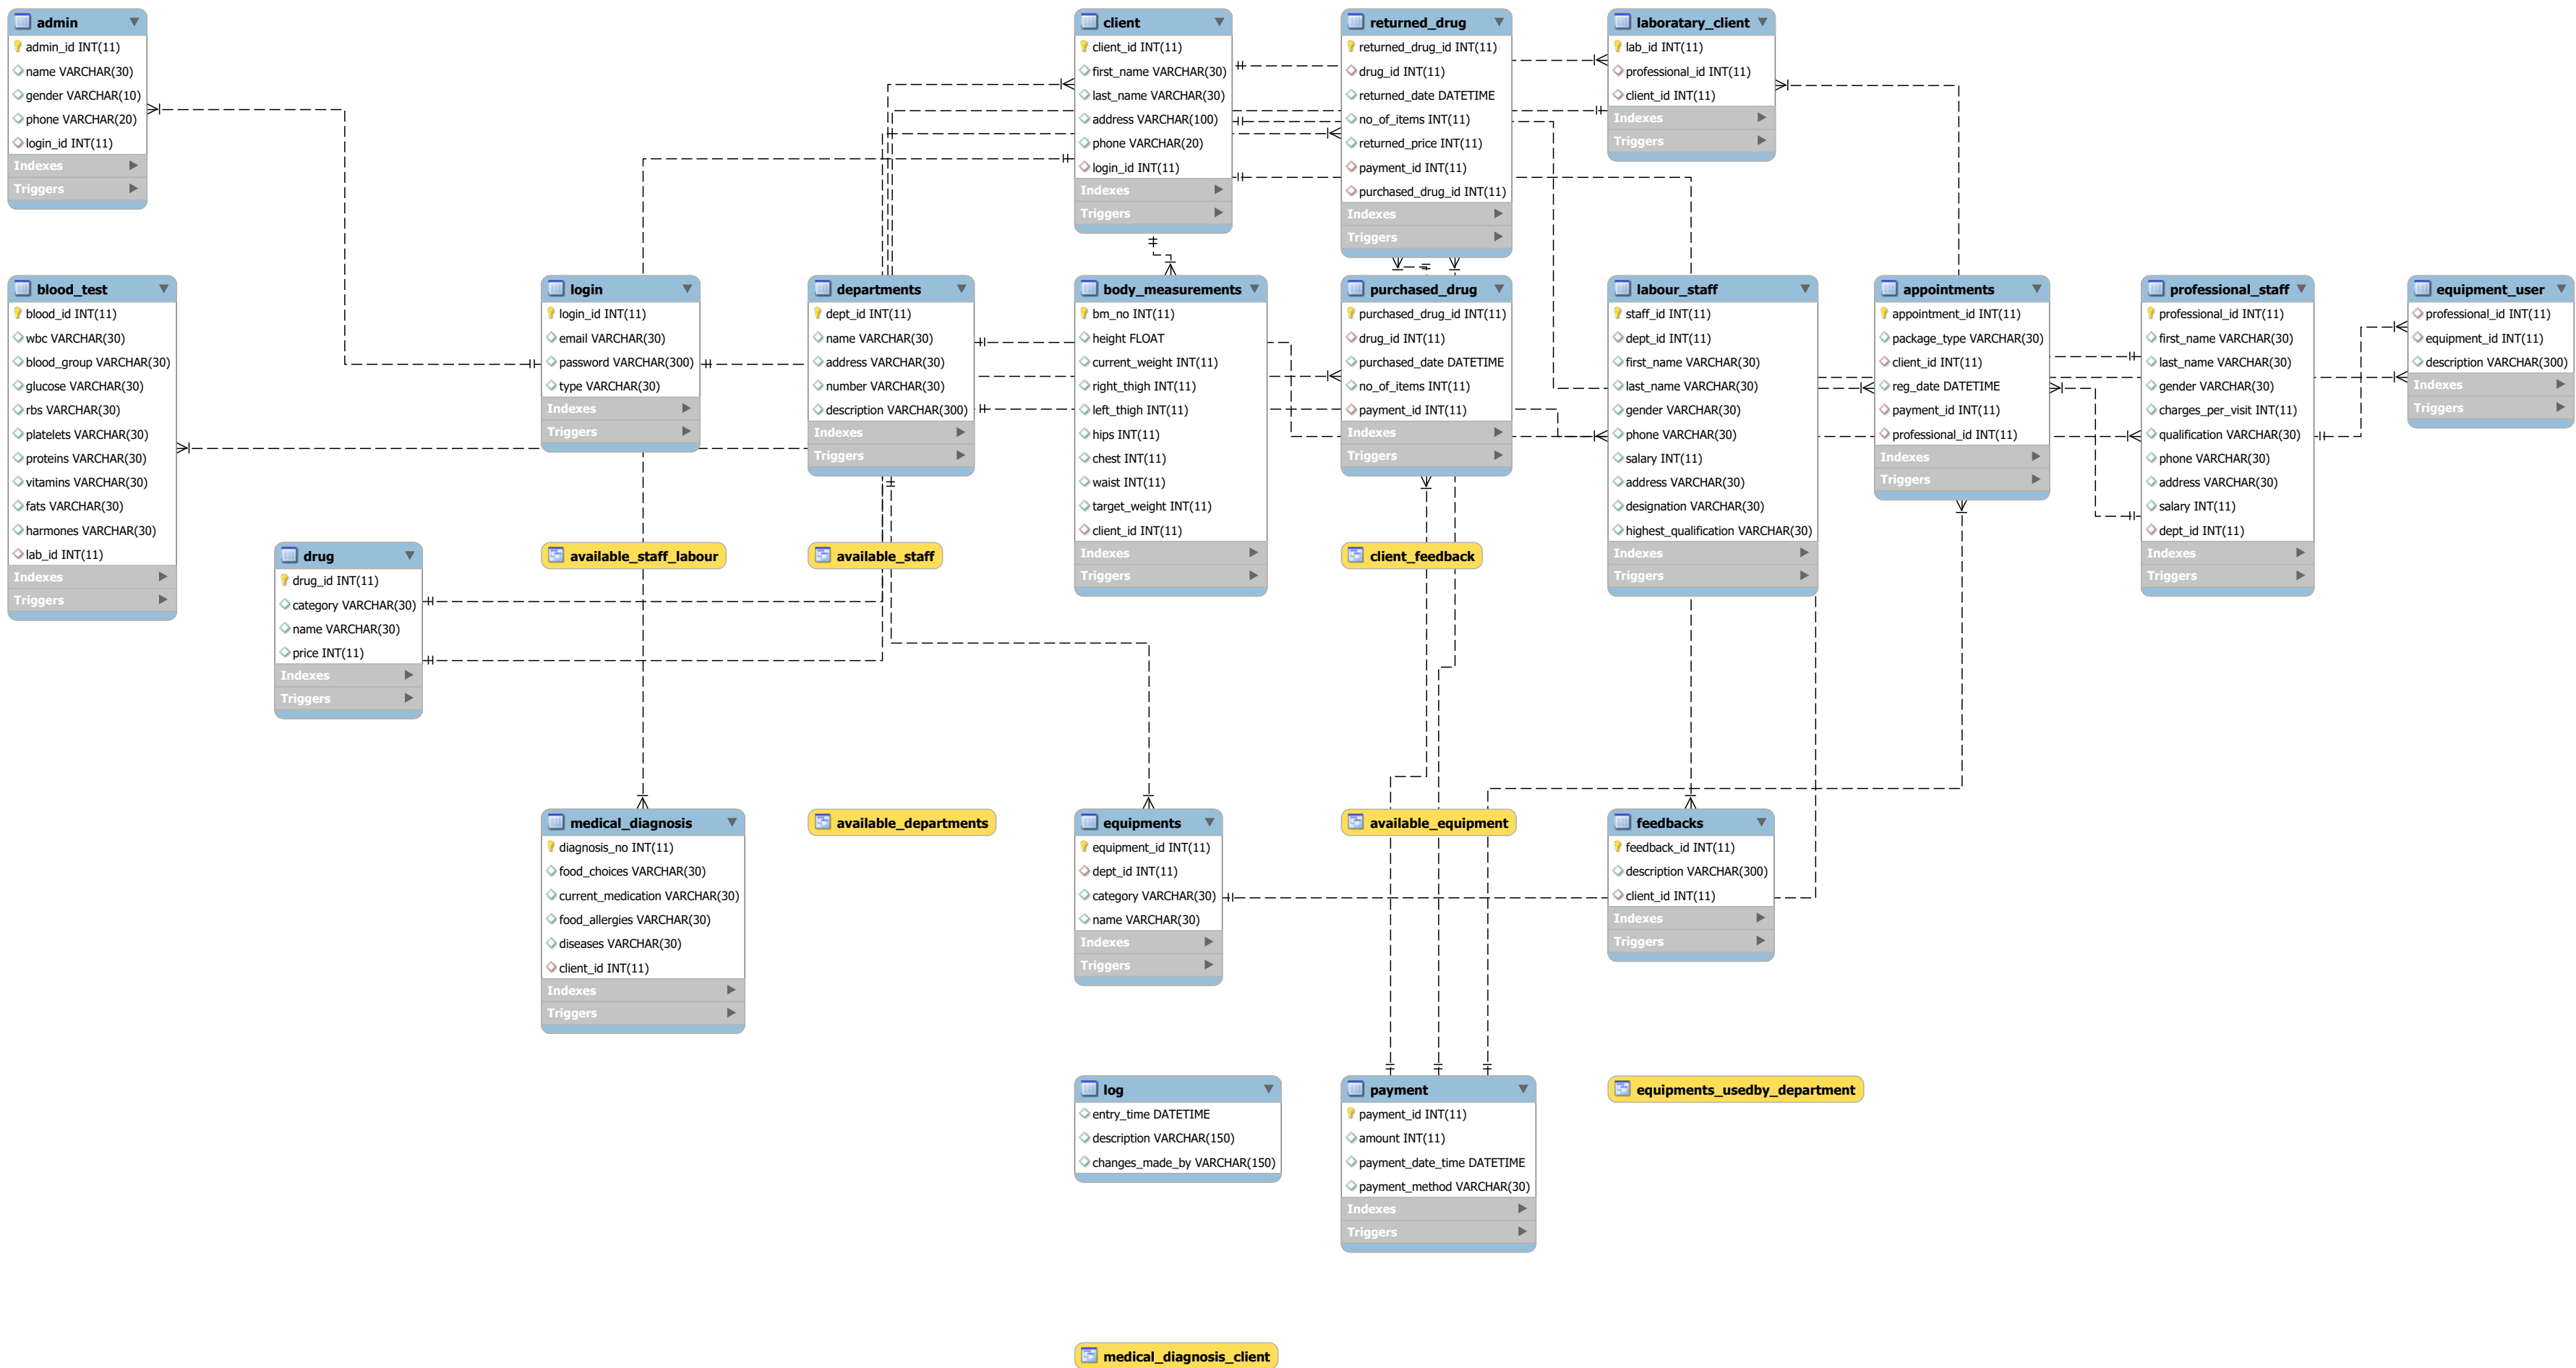 admin
admin_id INT(11)
name VARCHAR(30)
gender VARCHAR(10)
phone VARCHAR(20)
login_id INT(11)
Indexes
Triggers
client
client_id INT(11)
first_name VARCHAR(30)
last_name VARCHAR(30)
address VARCHAR(100)
phone VARCHAR(20)
login_id INT(11)
Indexes
Triggers
returned_drug
returned_drug_id INT(11)
drug_id INT(11)
returned_date DATETIME
no_of_items INT(11)
returned_price INT(11)
payment_id INT(11)
purchased_drug_id INT(11)
Indexes
Triggers
laboratary_client
lab_id INT(11)
professional_id INT(11)
client_id INT(11)
Indexes
Triggers
blood_test
blood_id INT(11)
wbc VARCHAR(30)
blood_group VARCHAR(30)
glucose VARCHAR(30)
rbs VARCHAR(30)
platelets VARCHAR(30)
proteins VARCHAR(30)
vitamins VARCHAR(30)
fats VARCHAR(30)
harmones VARCHAR(30)
lab_id INT(11)
Indexes
Triggers
login
login_id INT(11)
email VARCHAR(30)
password VARCHAR(300)
type VARCHAR(30)
Indexes
Triggers
departments
dept_id INT(11)
name VARCHAR(30)
address VARCHAR(30)
number VARCHAR(30)
description VARCHAR(300)
Indexes
Triggers
body_measurements
bm_no INT(11)
height FLOAT
current_weight INT(11)
right_thigh INT(11)
left_thigh INT(11)
hips INT(11)
chest INT(11)
waist INT(11)
target_weight INT(11)
client_id INT(11)
Indexes
Triggers
purchased_drug
purchased_drug_id INT(11)
drug_id INT(11)
purchased_date DATETIME
no_of_items INT(11)
payment_id INT(11)
Indexes
Triggers
labour_staff
staff_id INT(11)
dept_id INT(11)
first_name VARCHAR(30)
last_name VARCHAR(30)
gender VARCHAR(30)
phone VARCHAR(30)
salary INT(11)
address VARCHAR(30)
designation VARCHAR(30)
highest_qualification VARCHAR(30)
Indexes
Triggers
appointments
appointment_id INT(11)
package_type VARCHAR(30)
client_id INT(11)
reg_date DATETIME
payment_id INT(11)
professional_id INT(11)
Indexes
Triggers
professional_staff
professional_id INT(11)
first_name VARCHAR(30)
last_name VARCHAR(30)
gender VARCHAR(30)
charges_per_visit INT(11)
qualification VARCHAR(30)
phone VARCHAR(30)
address VARCHAR(30)
salary INT(11)
dept_id INT(11)
Indexes
Triggers
equipment_user
professional_id INT(11)
equipment_id INT(11)
description VARCHAR(300)
Indexes
Triggers
drug
drug_id INT(11)
category VARCHAR(30)
name VARCHAR(30)
price INT(11)
Indexes
Triggers
available_staff_labour
available_staff
client_feedback
medical_diagnosis
diagnosis_no INT(11)
food_choices VARCHAR(30)
current_medication VARCHAR(30)
food_allergies VARCHAR(30)
diseases VARCHAR(30)
client_id INT(11)
Indexes
Triggers
available_departments
equipments
equipment_id INT(11)
dept_id INT(11)
category VARCHAR(30)
name VARCHAR(30)
Indexes
Triggers
available_equipment
feedbacks
feedback_id INT(11)
description VARCHAR(300)
client_id INT(11)
Indexes
Triggers
log
entry_time DATETIME
description VARCHAR(150)
changes_made_by VARCHAR(150)
payment
payment_id INT(11)
amount INT(11)
payment_date_time DATETIME
payment_method VARCHAR(30)
Indexes
Triggers
equipments_usedby_department
medical_diagnosis_client